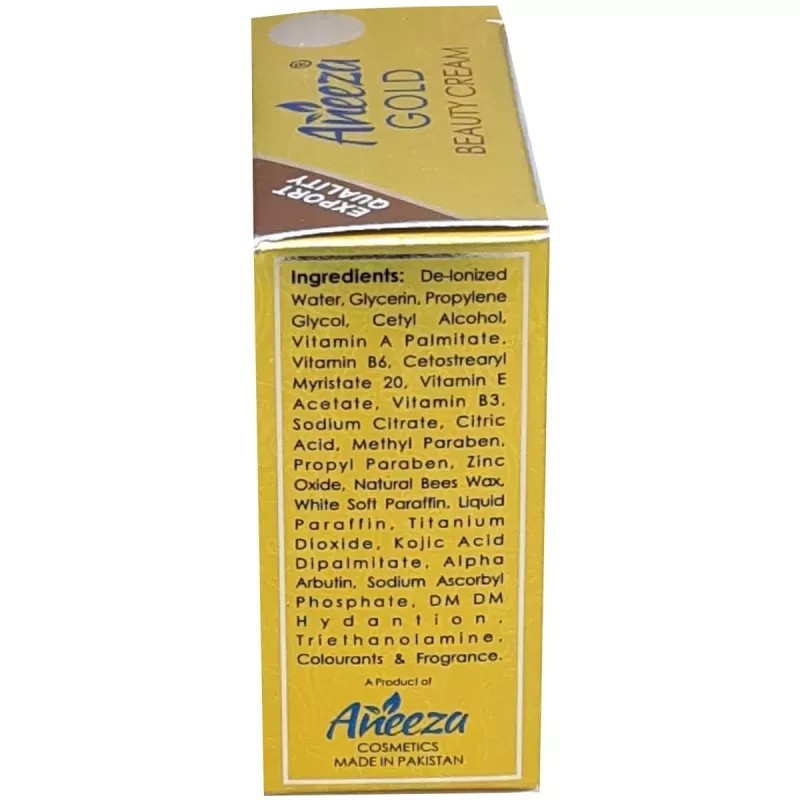 Aneeza®
GOLD
BEAUTY CREAM
EXPORT
QUALITY
Ingredients: De-Ionized
Water, Glycerin, Propylene
Glycol, Cetyl Alcohol,
Vitamin A Palmitate,
Vitamin B6, Cetostrearyl
Myristate 20, Vitamin E
Acetate, Vitamin B3,
Sodium Citrate, Citric
Acid, Methyl Paraben,
Propyl Paraben, Zinc
Oxide, Natural Bees Wax,
White Soft Paraffin, Liquid
Paraffin, Titanium
Dioxide, Kojic Acid
Dipalmitate, Alpha
Arbutin, Sodium Ascorbyl
Phosphate, DM DM
Hydantion,
Triethanolamine,
Colourants & Frogrance.
A Product of
Aneeza
COSMETICS
MADE IN PAKISTAN